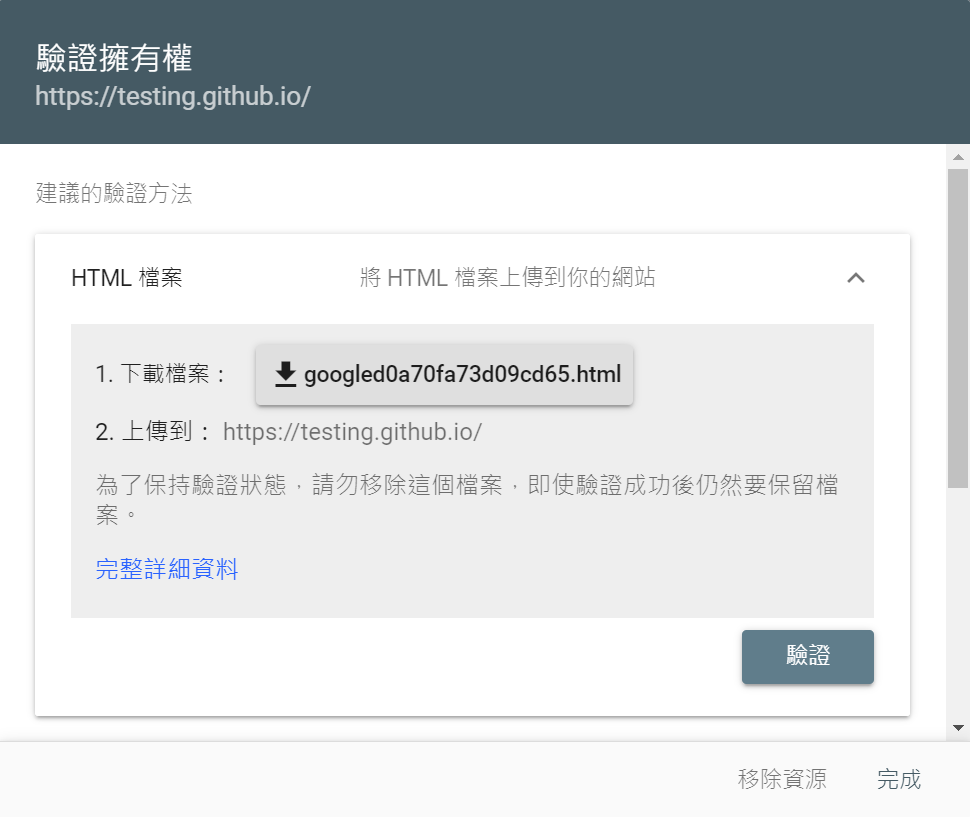 驗證擁有權
https://testing.github.io/
建議的驗證方法
HTML 檔案 將 HTML 檔案上傳到你的網站
1. 下載檔案： googled0a70fa73d09cd65.html
2. 上傳到： https://testing.github.io/
為了保持驗證狀態，請勿移除這個檔案，即使驗證成功後仍然要保留檔
案。
完整詳細資料
驗證
移除資源 完成